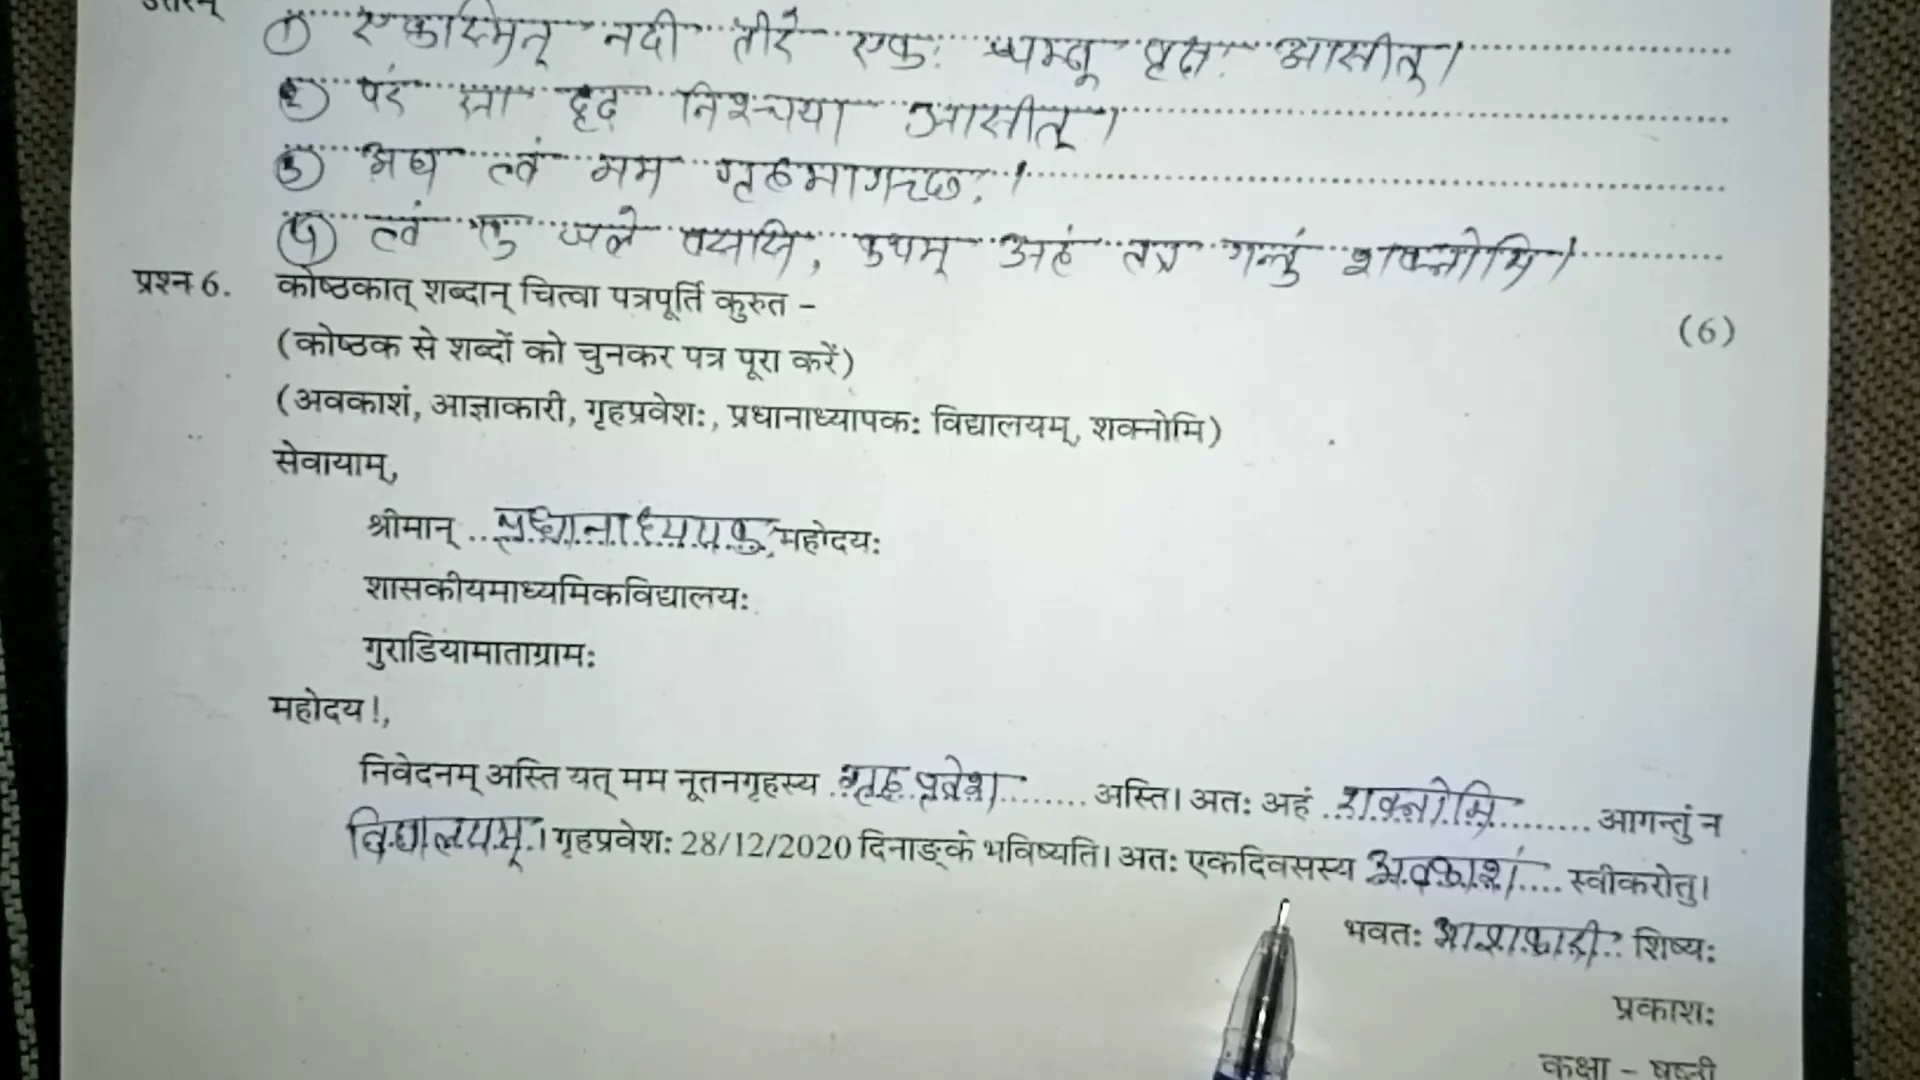 ① एकस्मिन् नदी तीरे एकः जम्बू वृक्षः आसीत्।
② परं सा दृढ निश्चया आसीत्।
③ अद्य त्वं मम गृहमागच्छ।
④ त्वं तु जले वससि, कथम् अहं तत्र गन्तुं शक्नोमि।
प्रश्न 6. कोष्ठकात् शब्दान् चित्वा पत्रपूर्ति कुरुत – (6)
(कोष्ठक से शब्दों को चुनकर पत्र पूरा करें)
(अवकाशं, आज्ञाकारी, गृहप्रवेशः, प्रधानाध्यापकः विद्यालयम्, शक्नोमि)
सेवायाम्,
श्रीमान् ..प्रधानाध्यपक महोदयः
शासकीयमाध्यमिकविद्यालयः
गुराडियामाताग्रामः
महोदय!,
निवेदनम् अस्ति यत् मम नूतनगृहस्य गृह प्रवेश ........ अस्ति। अतः अहं शक्नोमि ......... आगन्तुं न
विद्यालयम्। गृहप्रवेशः 28/12/2020 दिनाङ्के भविष्यति। अतः एकदिवसस्य अवकाशं .... स्वीकरोतु।
भवतः आज्ञाकारी शिष्यः
प्रकाशः
कक्षा – षष्ठी